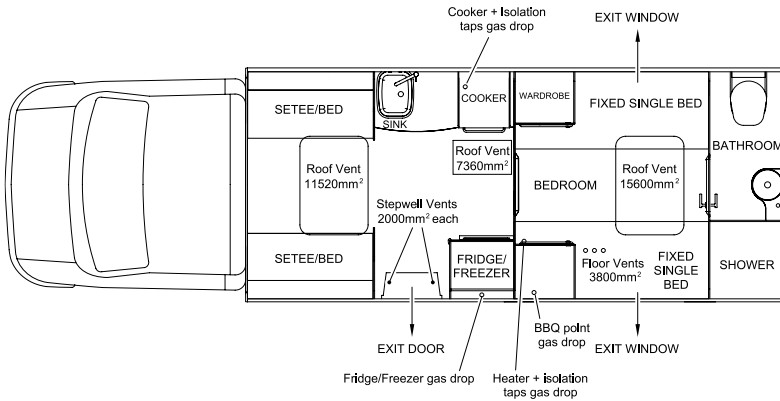 Cooker + Isolation
taps gas drop
EXIT WINDOW
SETEE/BED
SINK
COOKER
WARDROBE
FIXED SINGLE BED
Roof Vent
11520mm²
Roof Vent
7360mm²
BEDROOM
Roof Vent
15600mm²
BATHROOM
Stepwell Vents
2000mm² each
SETEE/BED
FRIDGE/
FREEZER
Floor Vents
3800mm²
FIXED
SINGLE
BED
SHOWER
EXIT DOOR
BBQ point
gas drop
EXIT WINDOW
Fridge/Freezer gas drop
Heater + isolation
taps gas drop